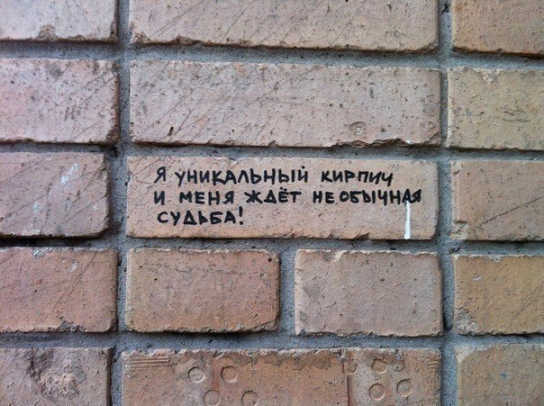 Я УНИКАЛЬНЫЙ КИРПИЧ
И МЕНЯ ЖДЁТ НЕОБЫЧНАЯ
СУДЬБА!